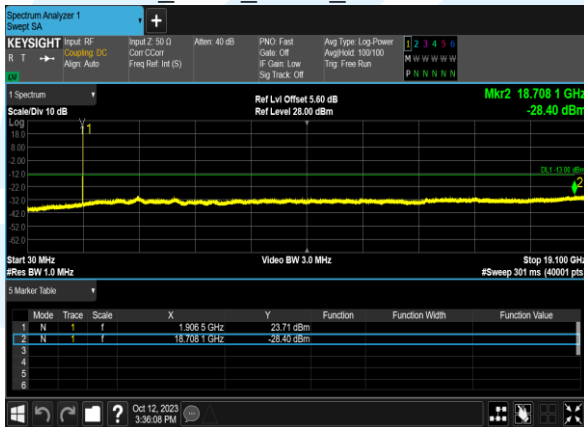 Spectrum Analyzer 1
Swept SA
+
KEYSIGHT Input: RF Input Z: 50 Ω Atten: 40 dB PNO: Fast Avg Type: Log-Power 1 2 3 4 5 6
R T Coupling: DC Corr CCorr Gate: Off Avg|Hold: 100/100 M W W W W W
Align: Auto Freq Ref: Int (S) IF Gain: Low Trig: Free Run
Sig Track: Off P N N N N N
LXI
1 Spectrum Ref Lvl Offset 5.60 dB Mkr2 18.708 1 GHz
Scale/Div 10 dB Ref Level 28.00 dBm -28.40 dBm
Log
18.0
8.00
-2.00
-12.0
-22.0
-32.0
-42.0
-52.0
-62.0
1
DL1 -13.00 dBm
2
Start 30 MHz Video BW 3.0 MHz Stop 19.100 GHz
#Res BW 1.0 MHz #Sweep 301 ms (40001 pts
5 Marker Table
Mode Trace Scale X Y Function Function Width Function Value
1 N 1 f 1.906 5 GHz 23.71 dBm
2 N 1 f 18.708 1 GHz -28.40 dBm
3
4
5
6
? Oct 12, 2023
3:36:08 PM